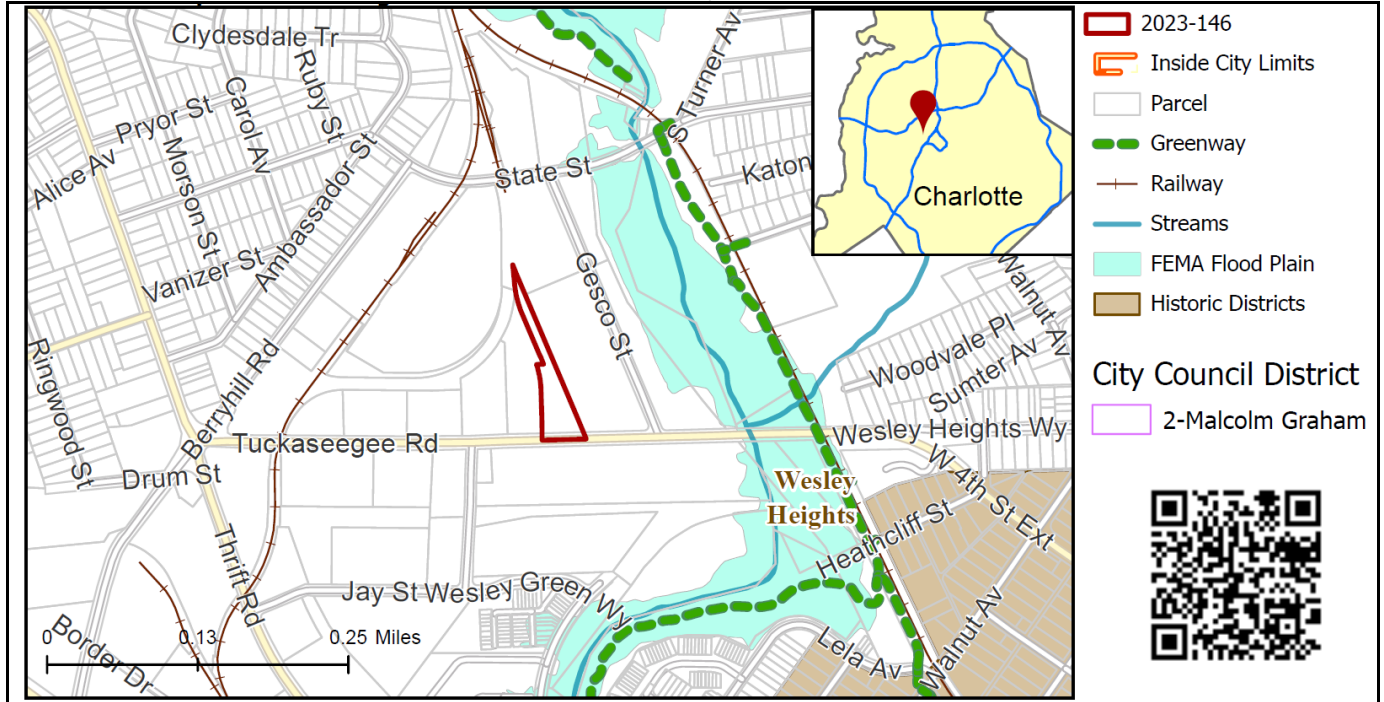 Clydesdale Tr
Ruby St
Carol Av
Pryor St
Morson St
Alice Av
Ambassador St
Vanizer St
Ringwood St
Berryhill Rd
State St
S Turner Av
Katon
Gesco St
Tuckaseegee Rd
Drum St
Thrift Rd
Jay St
Wesley Green Wy
Border Dr
Wesley Heights Wy
Woodvale Pl
Sumter Av
Walnut Av
W 4th St Ext
Wesley
Heights
Heathcliff St
Lela Av
Walnut Av
0 0.13 0.25 Miles
Charlotte
2023-146
Inside City Limits
Parcel
Greenway
Railway
Streams
FEMA Flood Plain
Historic Districts
City Council District
2-Malcolm Graham